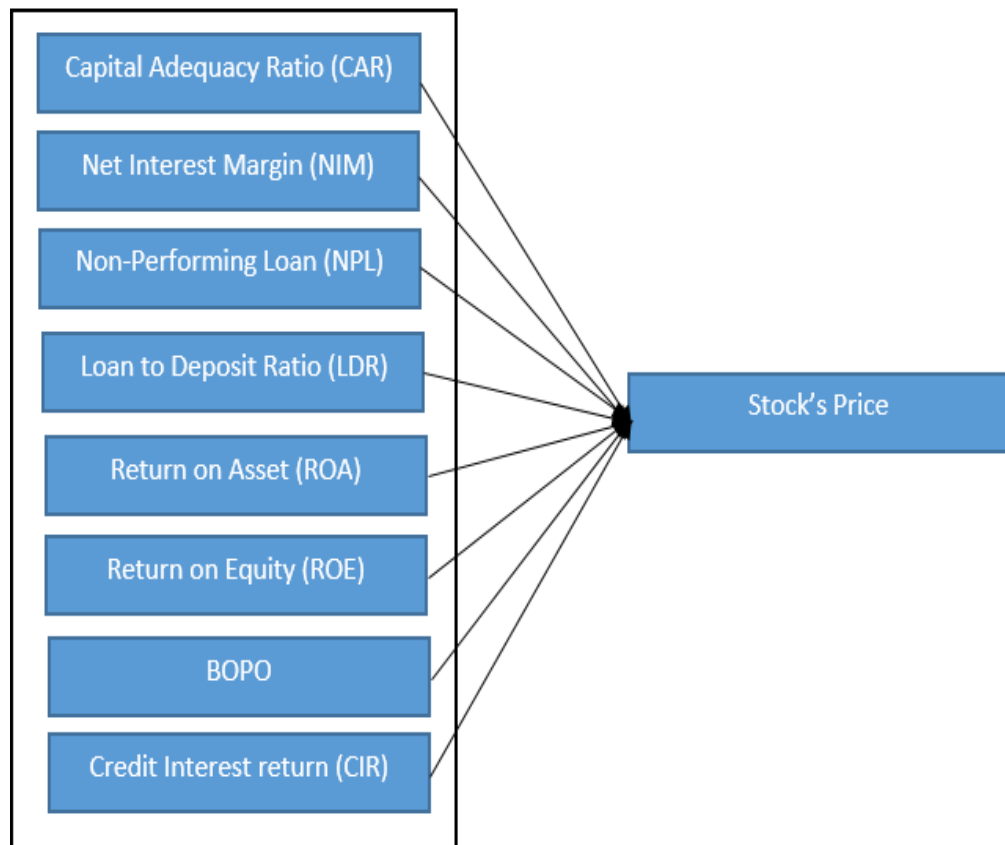 Capital Adequacy Ratio (CAR)
Net Interest Margin (NIM)
Non-Performing Loan (NPL)
Loan to Deposit Ratio (LDR)
Return on Asset (ROA)
Return on Equity (ROE)
BOPO
Credit Interest return (CIR)
Stock’s Price